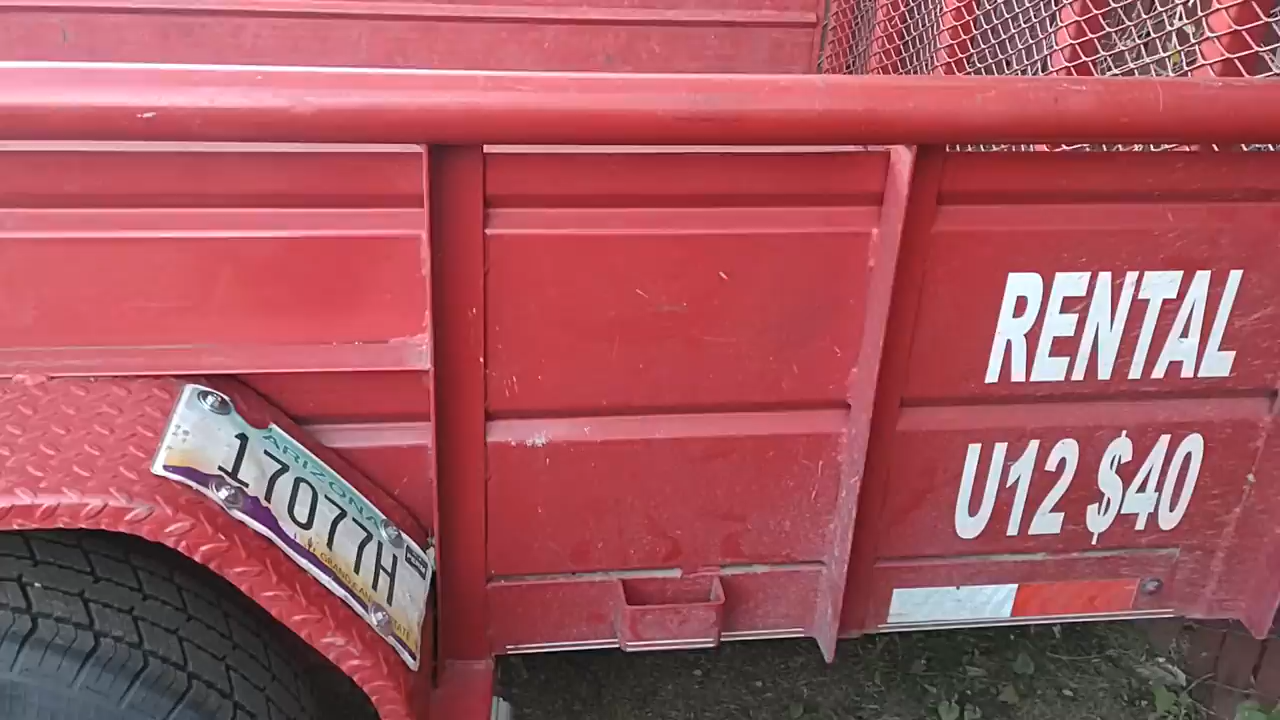 ARIZONA
17077H
GRAND CANYON STATE
RENTAL
U12 $40